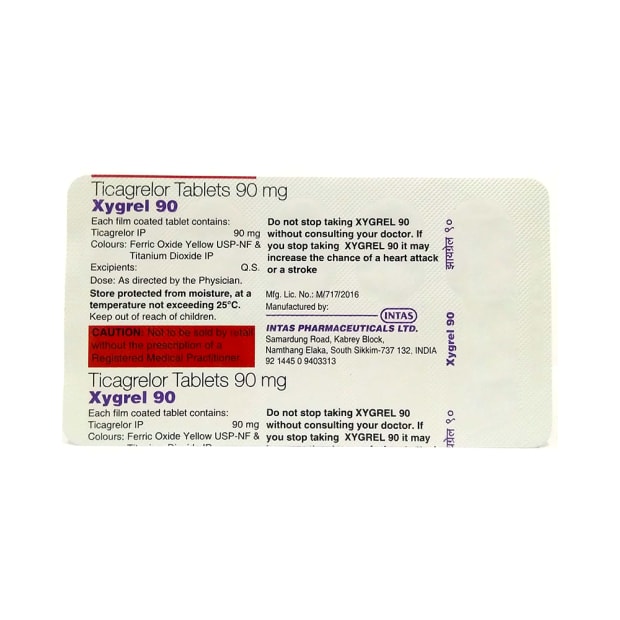 Ticagrelor Tablets 90 mg
Xygrel 90
Each film coated tablet contains:
Ticagrelor IP 90 mg
Colours: Ferric Oxide Yellow USP-NF &
Titanium Dioxide IP
Excipients: Q.S.
Dose: As directed by the Physician.
Store protected from moisture, at a
temperature not exceeding 25°C.
Keep out of reach of children.
CAUTION: Not to be sold by retail
without the prescription of a
Registered Medical Practitioner.
Do not stop taking XYGREL 90
without consulting your doctor. If
you stop taking XYGREL 90 it may
increase the chance of a heart attack
or a stroke
Mfg. Lic. No.: M/717/2016
Manufactured by:
INTAS
INTAS PHARMACEUTICALS LTD.
Samardung Road, Kabrey Block,
Namthang Elaka, South Sikkim-737 132. INDIA
92 1445 0 9403313
झायग्रेल ९०
Xygrel 90
Ticagrelor Tablets 90 mg
Xygrel 90
Each film coated tablet contains:
Ticagrelor IP 90 mg
Colours: Ferric Oxide Yellow USP-NF &
Do not stop taking XYGREL 90
without consulting your doctor. If
you stop taking XYGREL 90 it may